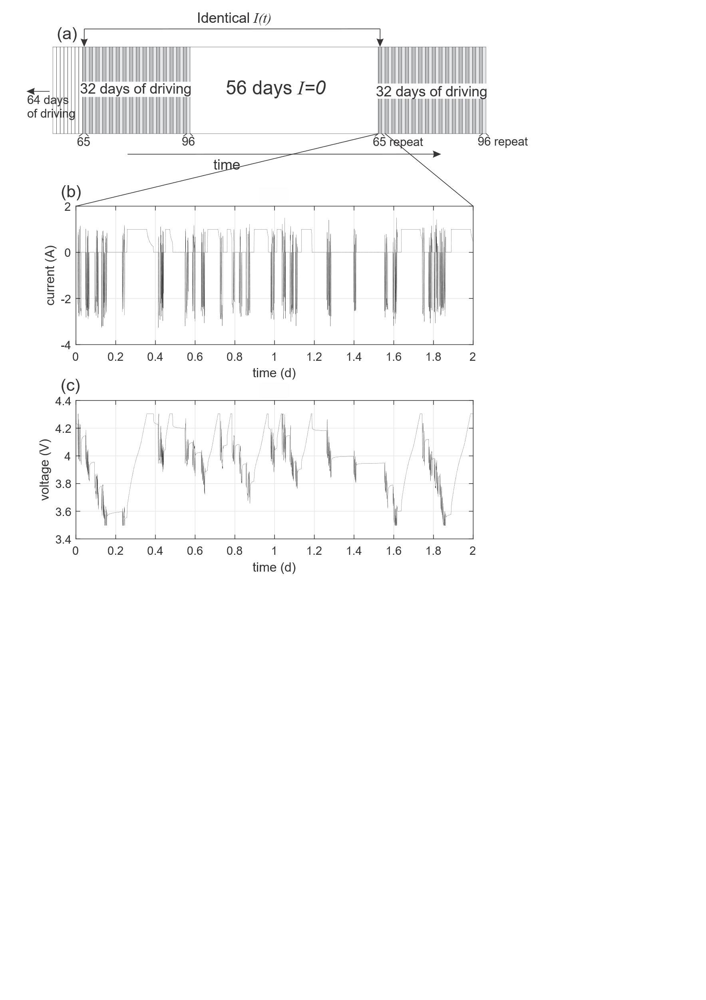 Identical I(t)
(a)
32 days of driving
56 days I=0
32 days of driving
64 days
of driving
65
96
65 repeat
96 repeat
time
(b)
2
0
-2
-4
current (A)
0 0.2 0.4 0.6 0.8 1 1.2 1.4 1.6 1.8 2
time (d)
(c)
4.4
4.2
4
3.8
3.6
3.4
voltage (V)
0 0.2 0.4 0.6 0.8 1 1.2 1.4 1.6 1.8 2
time (d)